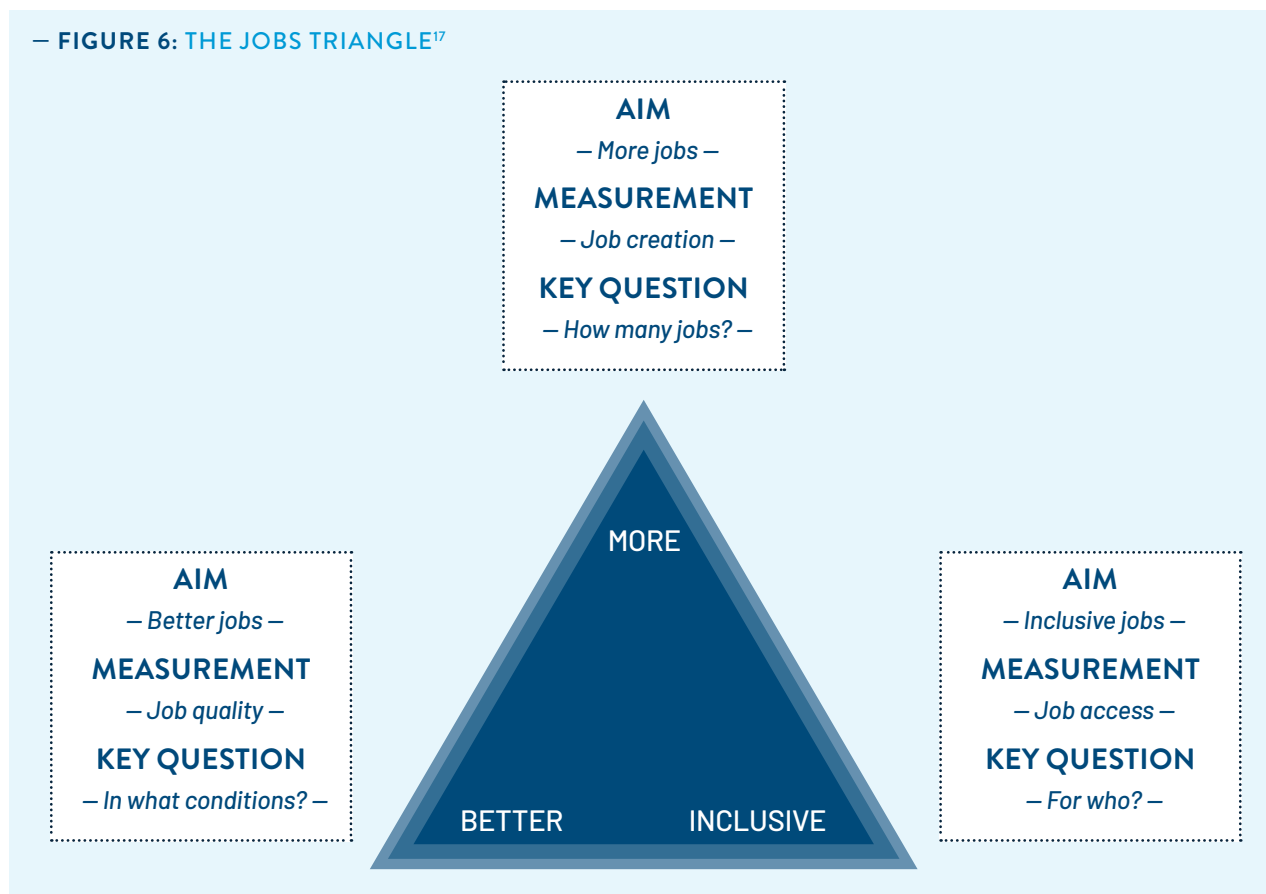 — FIGURE 6: THE JOBS TRIANGLE17
AIM
— More jobs —
MEASUREMENT
— Job creation —
KEY QUESTION
— How many jobs? —
MORE
AIM
— Better jobs —
MEASUREMENT
— Job quality —
KEY QUESTION
— In what conditions? —
BETTER
INCLUSIVE
AIM
— Inclusive jobs —
MEASUREMENT
— Job access —
KEY QUESTION
— For who? —